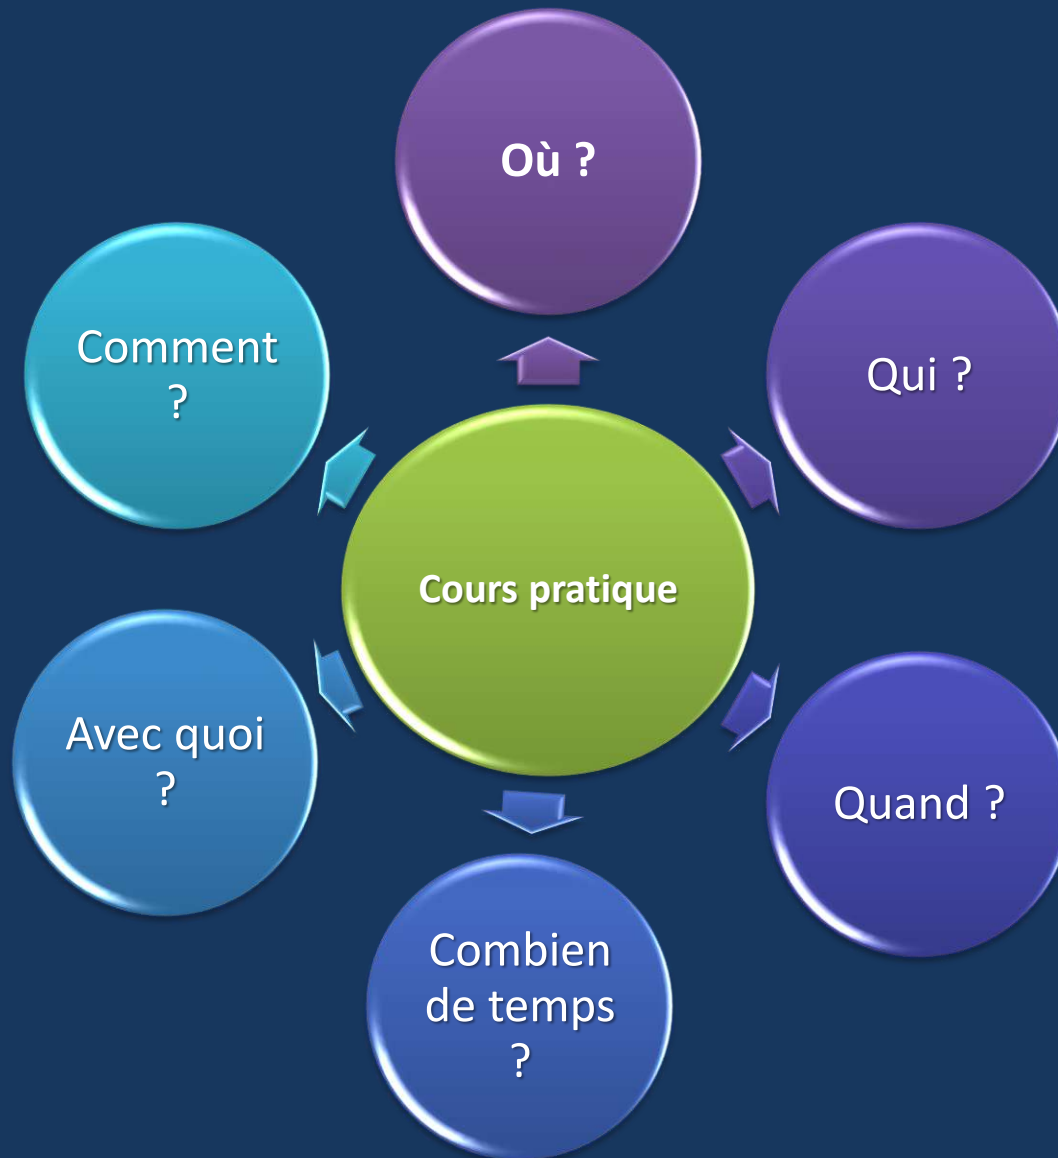 Où ?
Qui ?
Quand ?
Combien
de temps
?
Avec quoi
?
Comment
?
Cours pratique